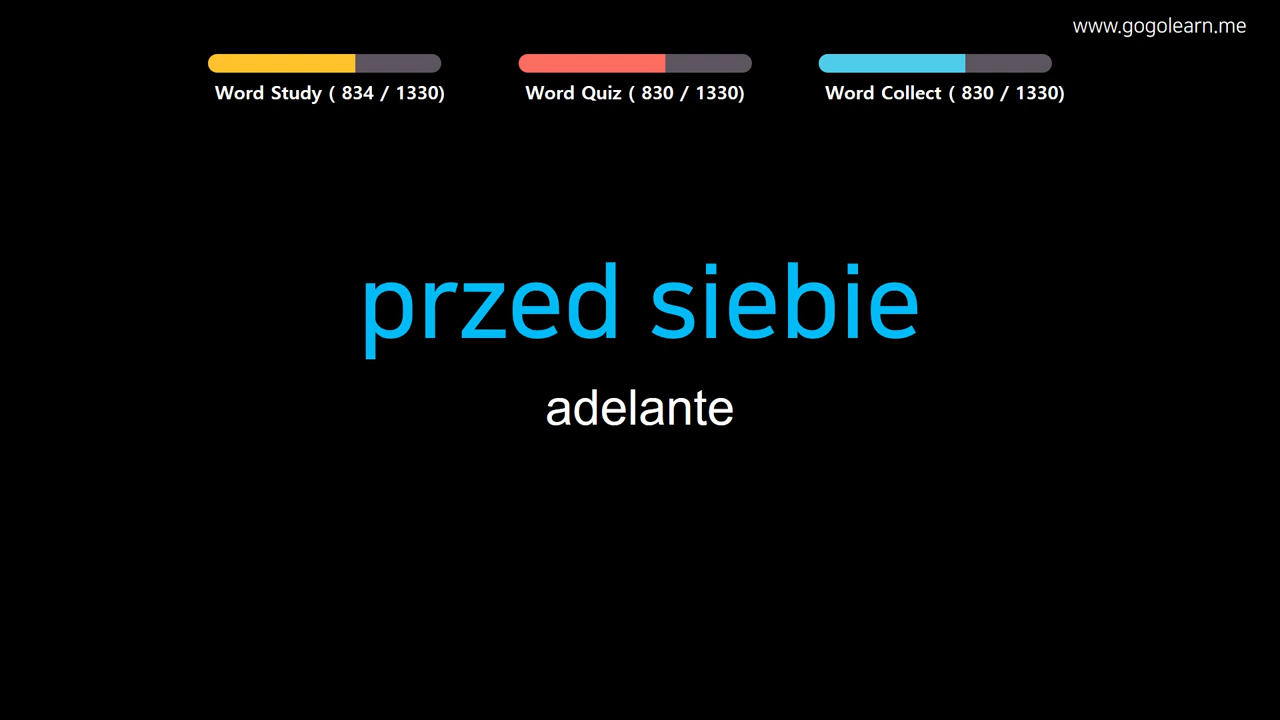 www.gogolearn.me
Word Study ( 834 / 1330)
Word Quiz ( 830 / 1330)
Word Collect ( 830 / 1330)
przed siebie
adelante